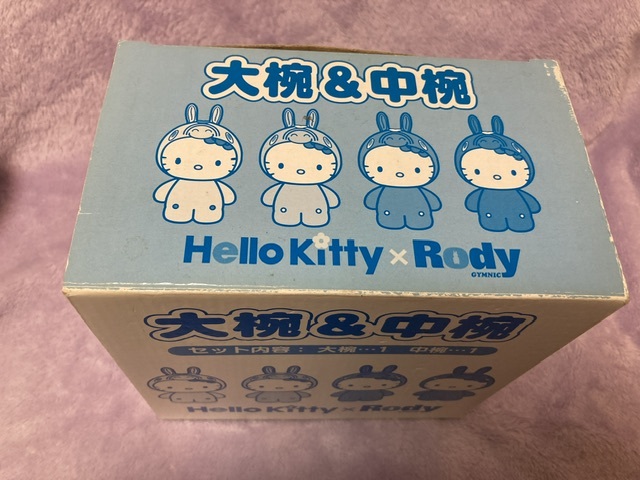 大椀&中椀
Hello Kitty × Rody
GYMNIC
大椀&中椀
セット内容：大椀…1 中椀…1
Hello Kitty × Rody